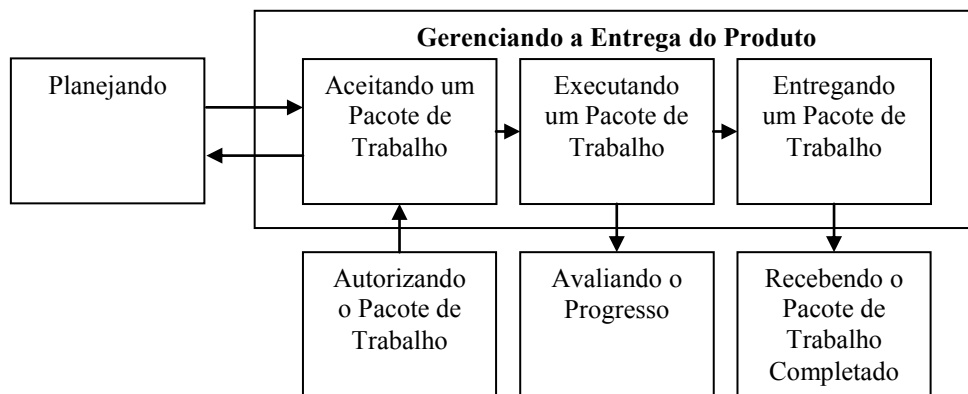 Gerenciando a Entrega do Produto
Planejando
Aceitando um
Pacote de
Trabalho
Executando
um Pacote de
Trabalho
Entregando
um Pacote de
Trabalho
Autorizando
o Pacote de
Trabalho
Avaliando o
Progresso
Recebendo o
Pacote de
Trabalho
Completado